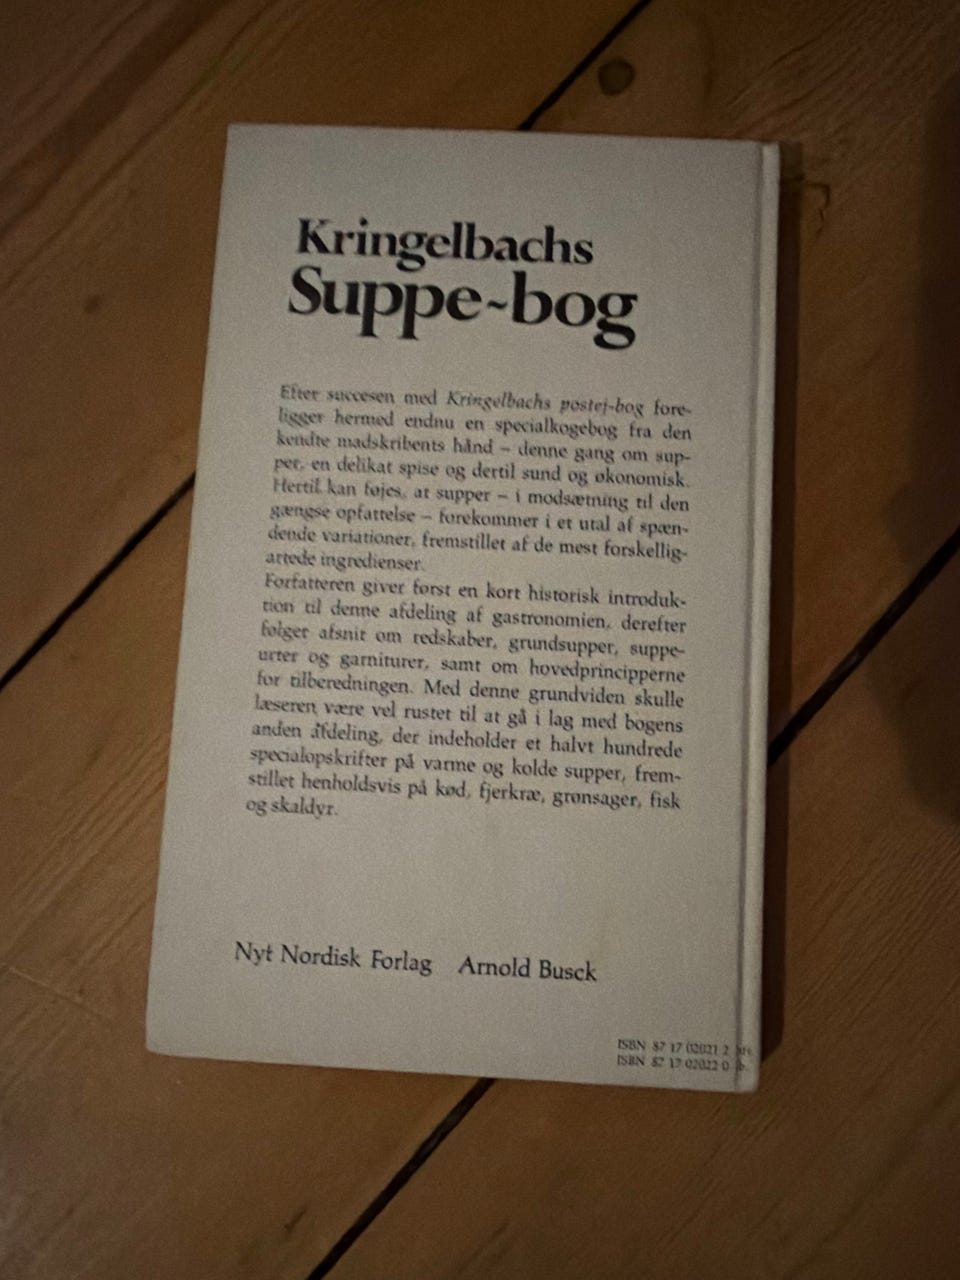 Kringelbachs
Suppe-bog
Efter succesen med Kringelbachs postej-bog fore-
ligger hermed endnu en specialkogebog fra den
kendte madskribents hånd – denne gang om sup-
per, en delikat spise og dertil sund og økonomisk.
Hertil kan føjes, at supper – i modsætning til den
gængse opfattelse – forekommer i et utal af spæn-
dende variationer, fremstillet af de mest forskellig-
artede ingredienser.
Forfatteren giver først en kort historisk introduk-
tion til denne afdeling af gastronomien, derefter
følger afsnit om redskaber, grundsupper, suppe-
urter og garniturer, samt om hovedprincipperne
for tilberedningen. Med denne grundviden skulle
læseren være vel rustet til at gå i lag med bogens
anden afdeling, der indeholder et halvt hundrede
specialopskrifter på varme og kolde supper, frem-
stillet henholdsvis på kød, fjerkræ, grønsager, fisk
og skaldyr.
Nyt Nordisk Forlag Arnold Busck
ISBN 87 17 02021 2
ISBN 87 17 02022 0